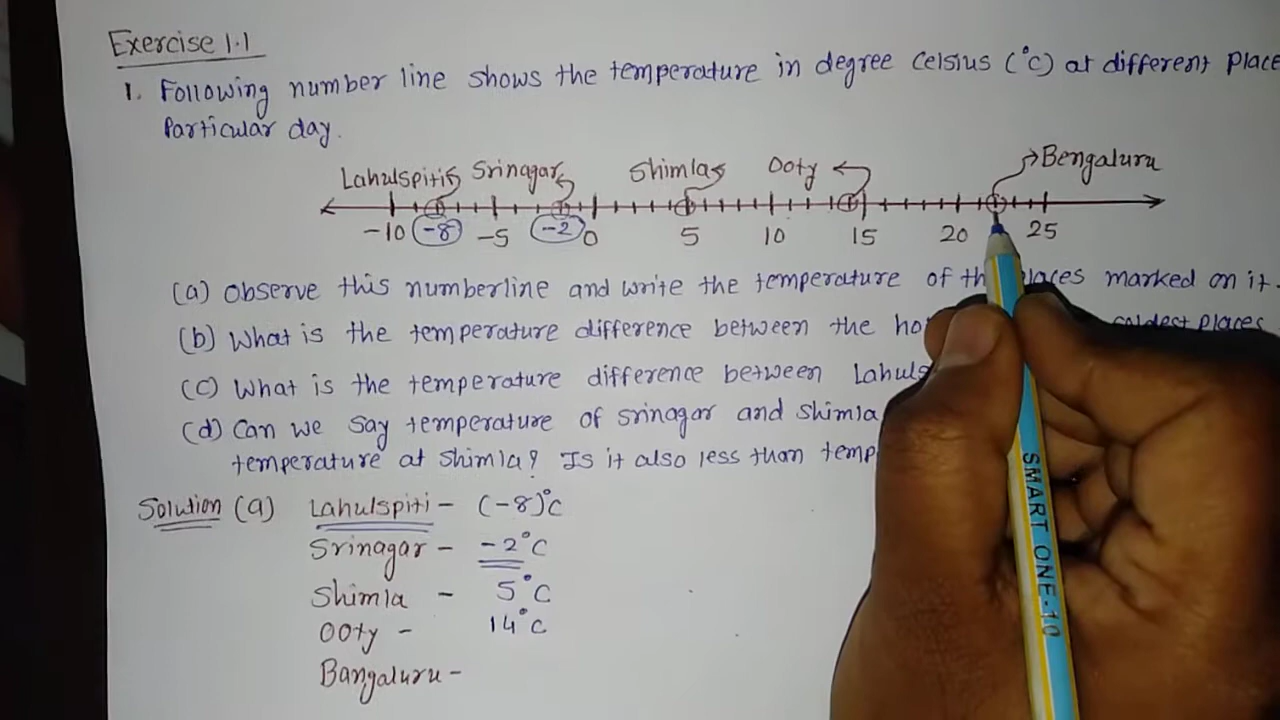 Exercise 1.1
1. Following number line shows the temperature in degree celsius (°C) at different place
Particular day.
Lahulspiti Srinagar Shimla Ooty Bengaluru
-10 -8 -5 -2 0 5 10 15 20 25
(a) Observe this numberline and write the temperature of the places marked on it.
(b) What is the temperature difference between the coldest places
(c) What is the temperature difference between
(d) Can we say temperature of srinagar and shimla
temperature at shimla? Is it also less than
Solution (a) Lahulspiti - (-8)°C
Srinagar - -2°C
Shimla - 5°C
Ooty - 14°C
Bangaluru -
SMART ONE-10